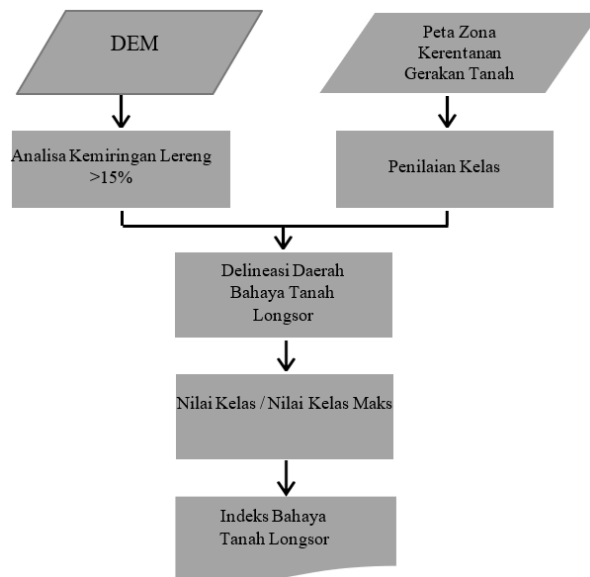 DEM
Peta Zona
Kerentanan
Gerakan Tanah
Analisa Kemiringan Lereng
>15%
Penilaian Kelas
Delineasi Daerah
Bahaya Tanah
Longsor
Nilai Kelas / Nilai Kelas Maks
Indeks Bahaya
Tanah Longsor